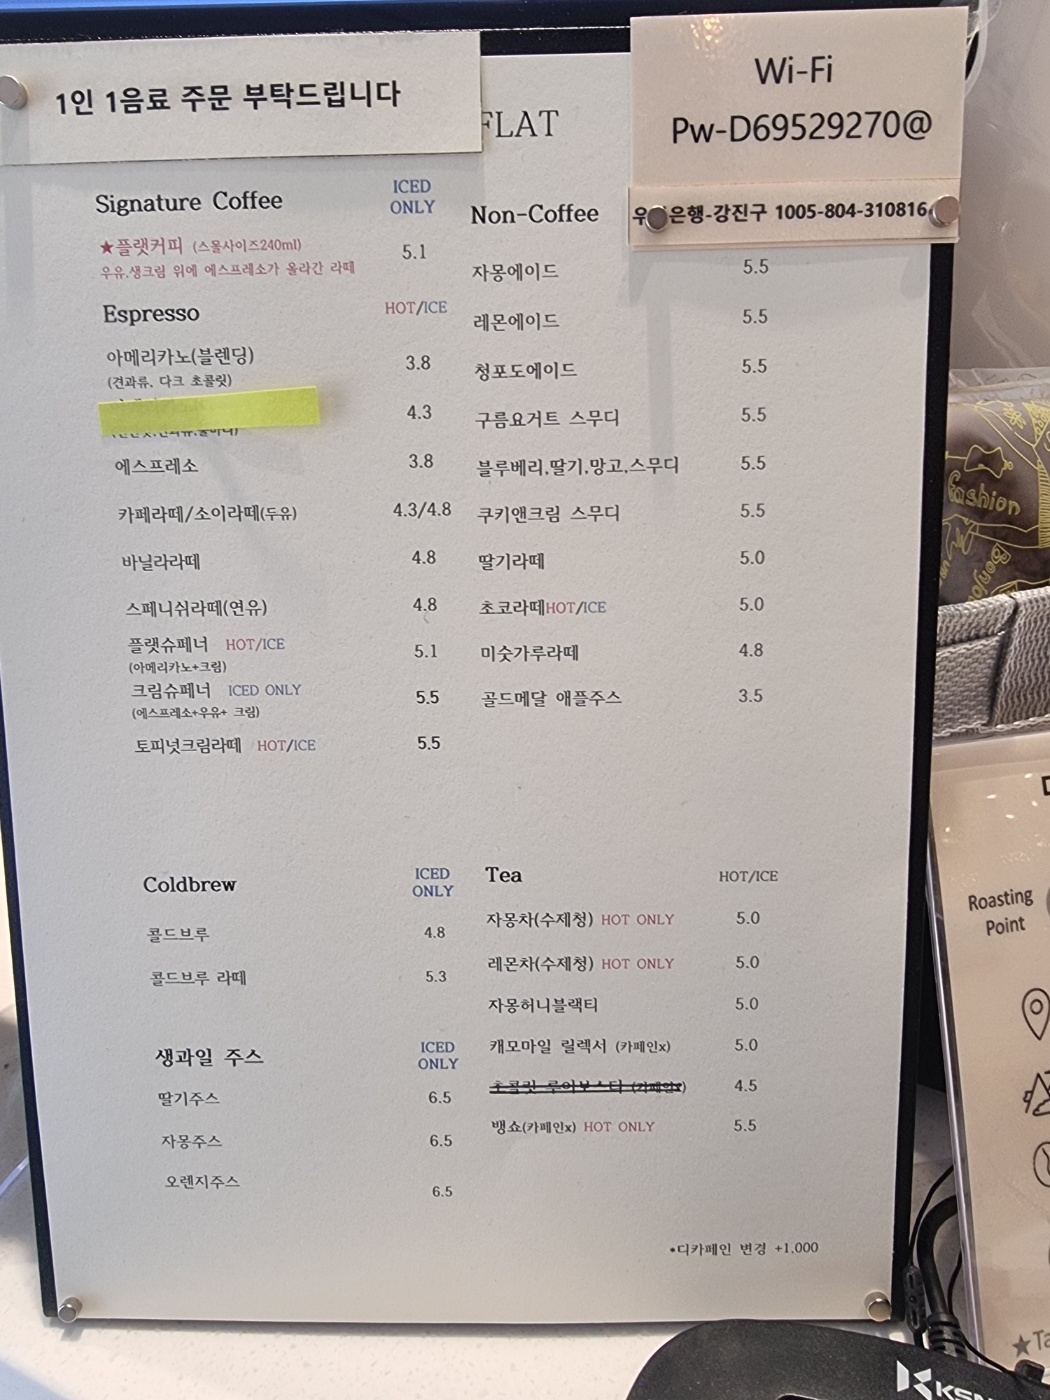 1인 1음료 주문 부탁드립니다
FLAT
Wi-Fi
Pw-D69529270@
은행-강진구 1005-804-310816
Signature Coffee ICED ONLY
★플랫커피 (스몰사이즈240ml) 5.1
우유,생크림 위에 에스프레소가 올라간 라떼
Espresso HOT/ICE
아메리카노(블렌딩) 3.8
(견과류, 다크 초콜릿)
4.3
에스프레소 3.8
카페라떼/소이라떼(두유) 4.3/4.8
바닐라라떼 4.8
스페니쉬라떼(연유) 4.8
플랫슈페너 HOT/ICE 5.1
(아메리카노+크림)
크림슈페너 ICED ONLY 5.5
(에스프레소+우유+ 크림)
토피넛크림라떼 HOT/ICE 5.5
Non-Coffee
자몽에이드 5.5
레몬에이드 5.5
청포도에이드 5.5
구름요거트 스무디 5.5
블루베리,딸기,망고,스무디 5.5
쿠키앤크림 스무디 5.5
딸기라떼 5.0
초코라떼HOT/ICE 5.0
미숫가루라떼 4.8
골드메달 애플주스 3.5
Coldbrew ICED ONLY
콜드브루 4.8
콜드브루 라떼 5.3
생과일 주스 ICED ONLY
딸기주스 6.5
자몽주스 6.5
오렌지주스 6.5
Tea HOT/ICE
자몽차(수제청) HOT ONLY 5.0
레몬차(수제청) HOT ONLY 5.0
자몽허니블랙티 5.0
캐모마일 릴렉서 (카페인x) 5.0
4.5
뱅쇼(카페인x) HOT ONLY 5.5
*디카페인 변경 +1,000
fashion
Roasting
Point